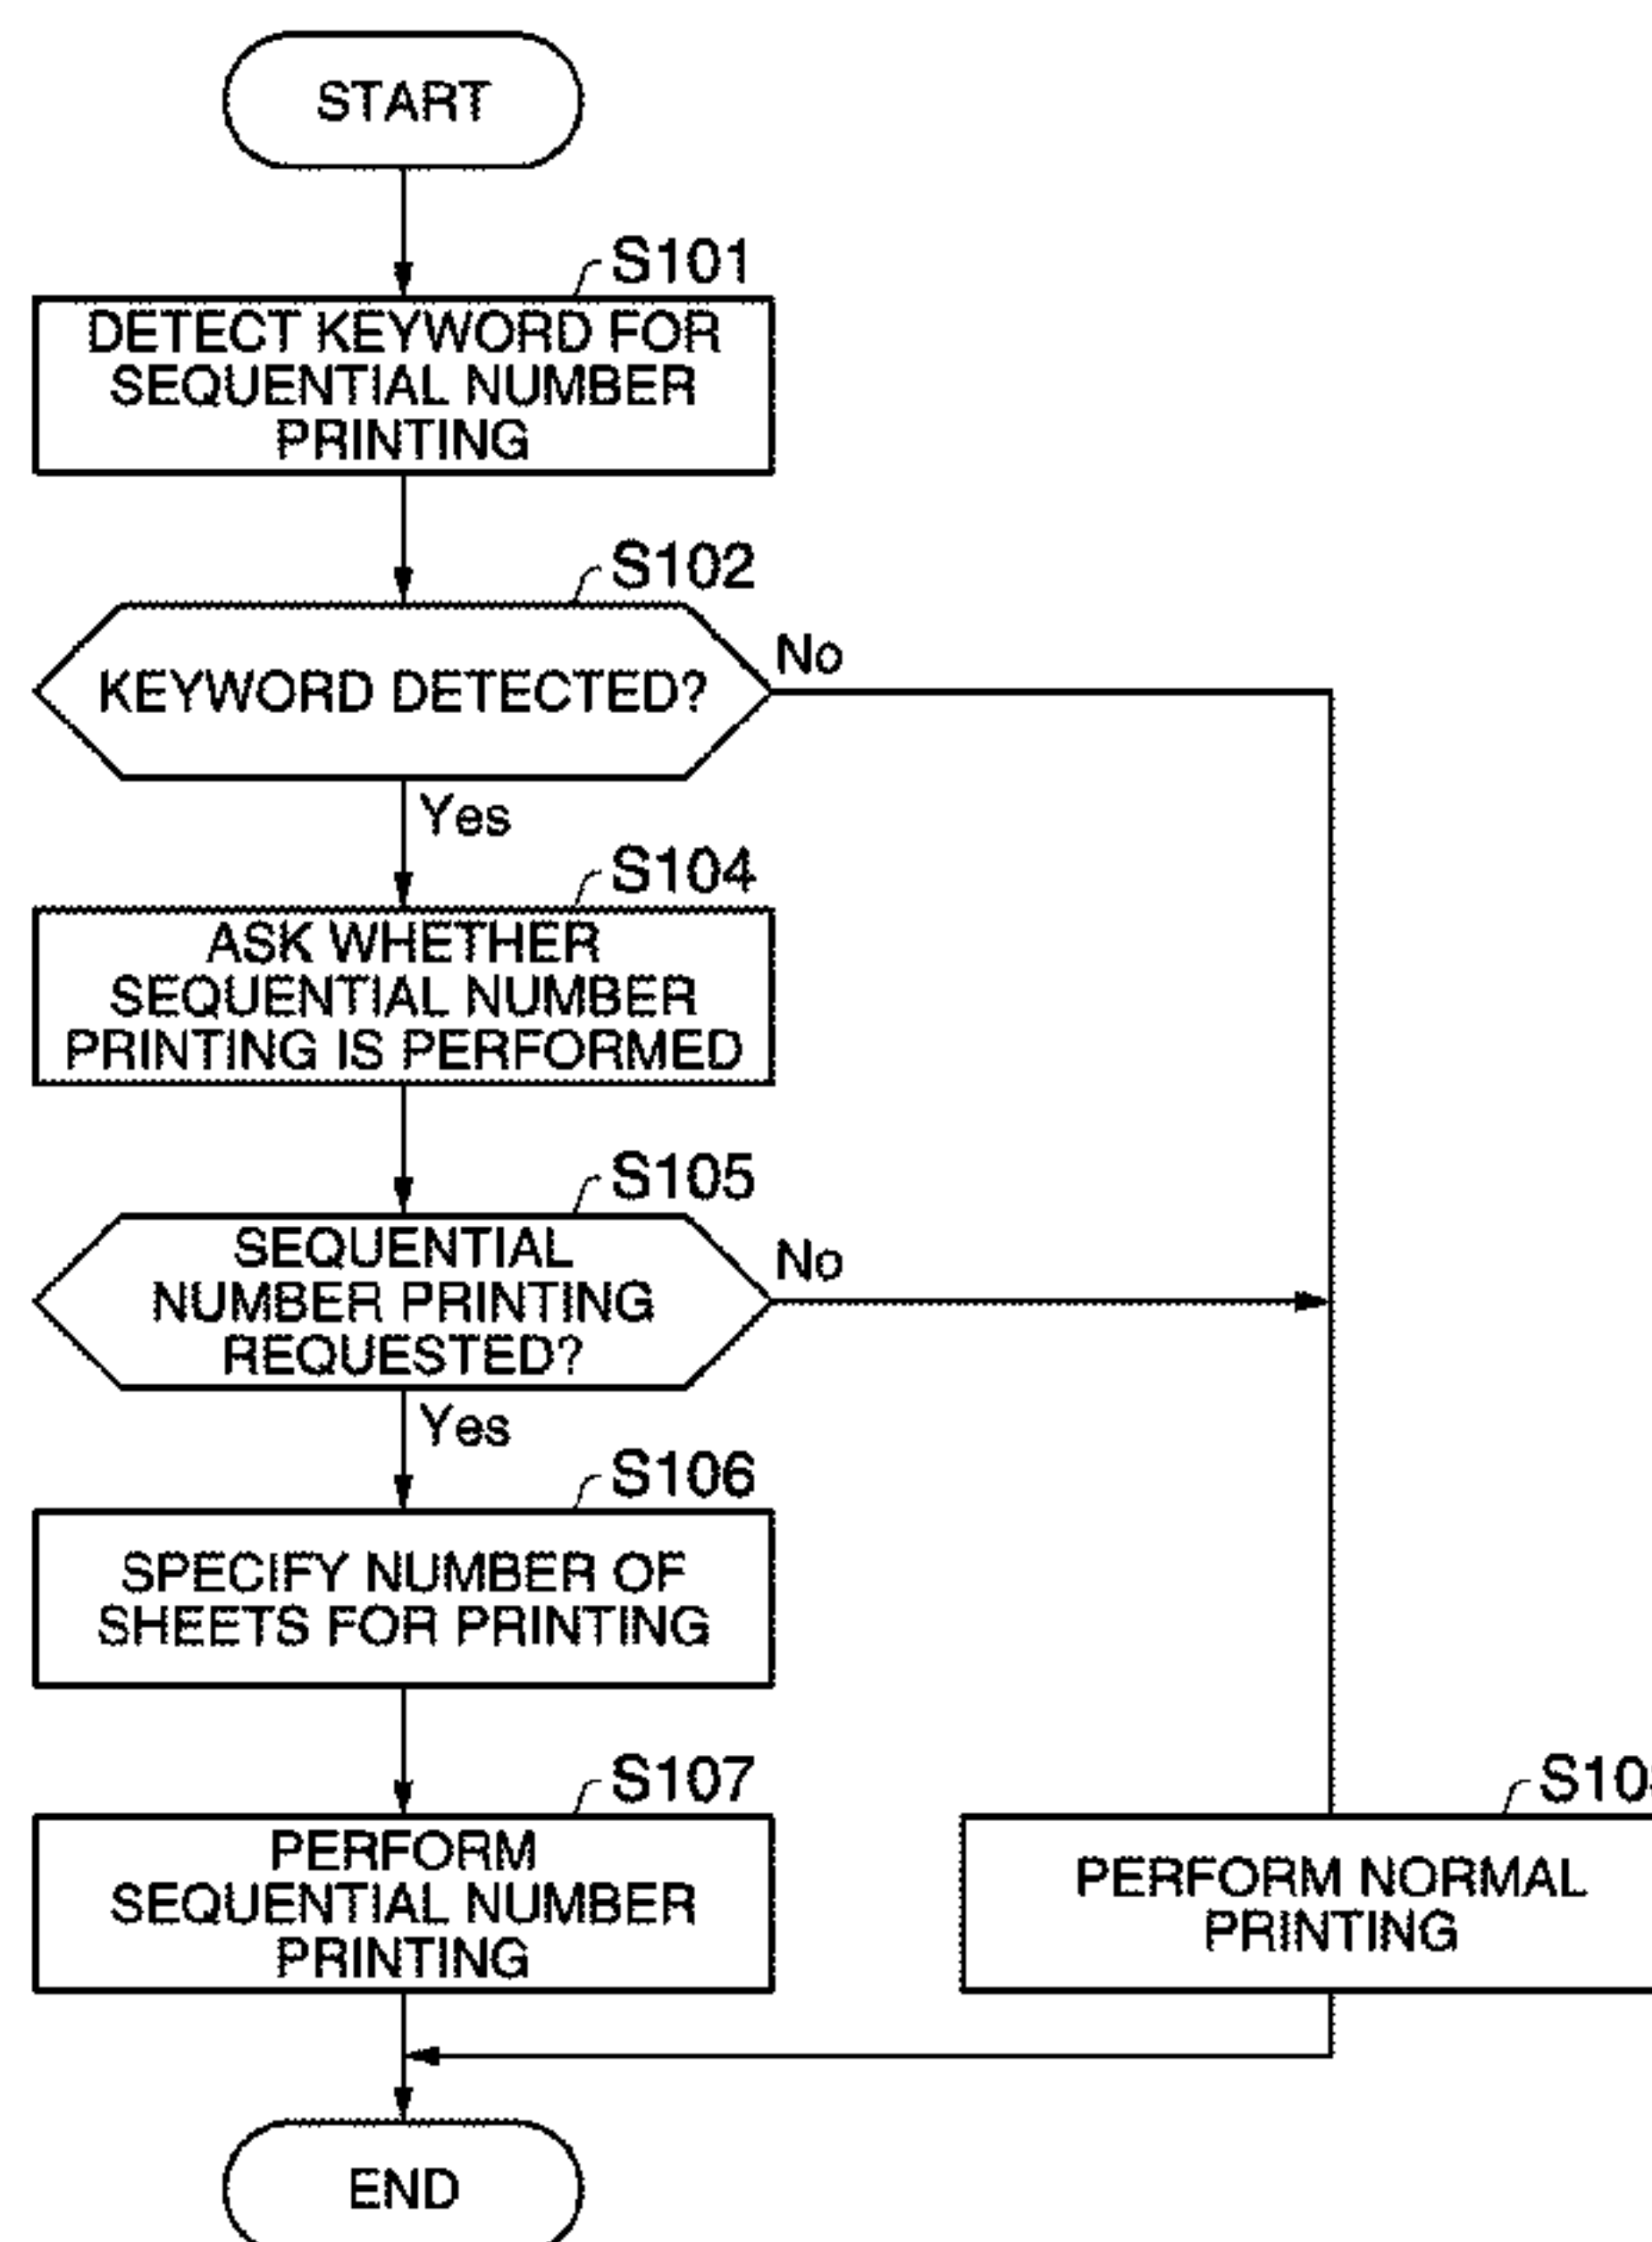 START
S101
DETECT KEYWORD FOR
SEQUENTIAL NUMBER
PRINTING
S102
KEYWORD DETECTED?
No
Yes
S104
ASK WHETHER
SEQUENTIAL NUMBER
PRINTING IS PERFORMED
S105
SEQUENTIAL
NUMBER PRINTING
REQUESTED?
No
Yes
S106
SPECIFY NUMBER OF
SHEETS FOR PRINTING
S107
PERFORM
SEQUENTIAL NUMBER
PRINTING
PERFORM NORMAL
PRINTING
END